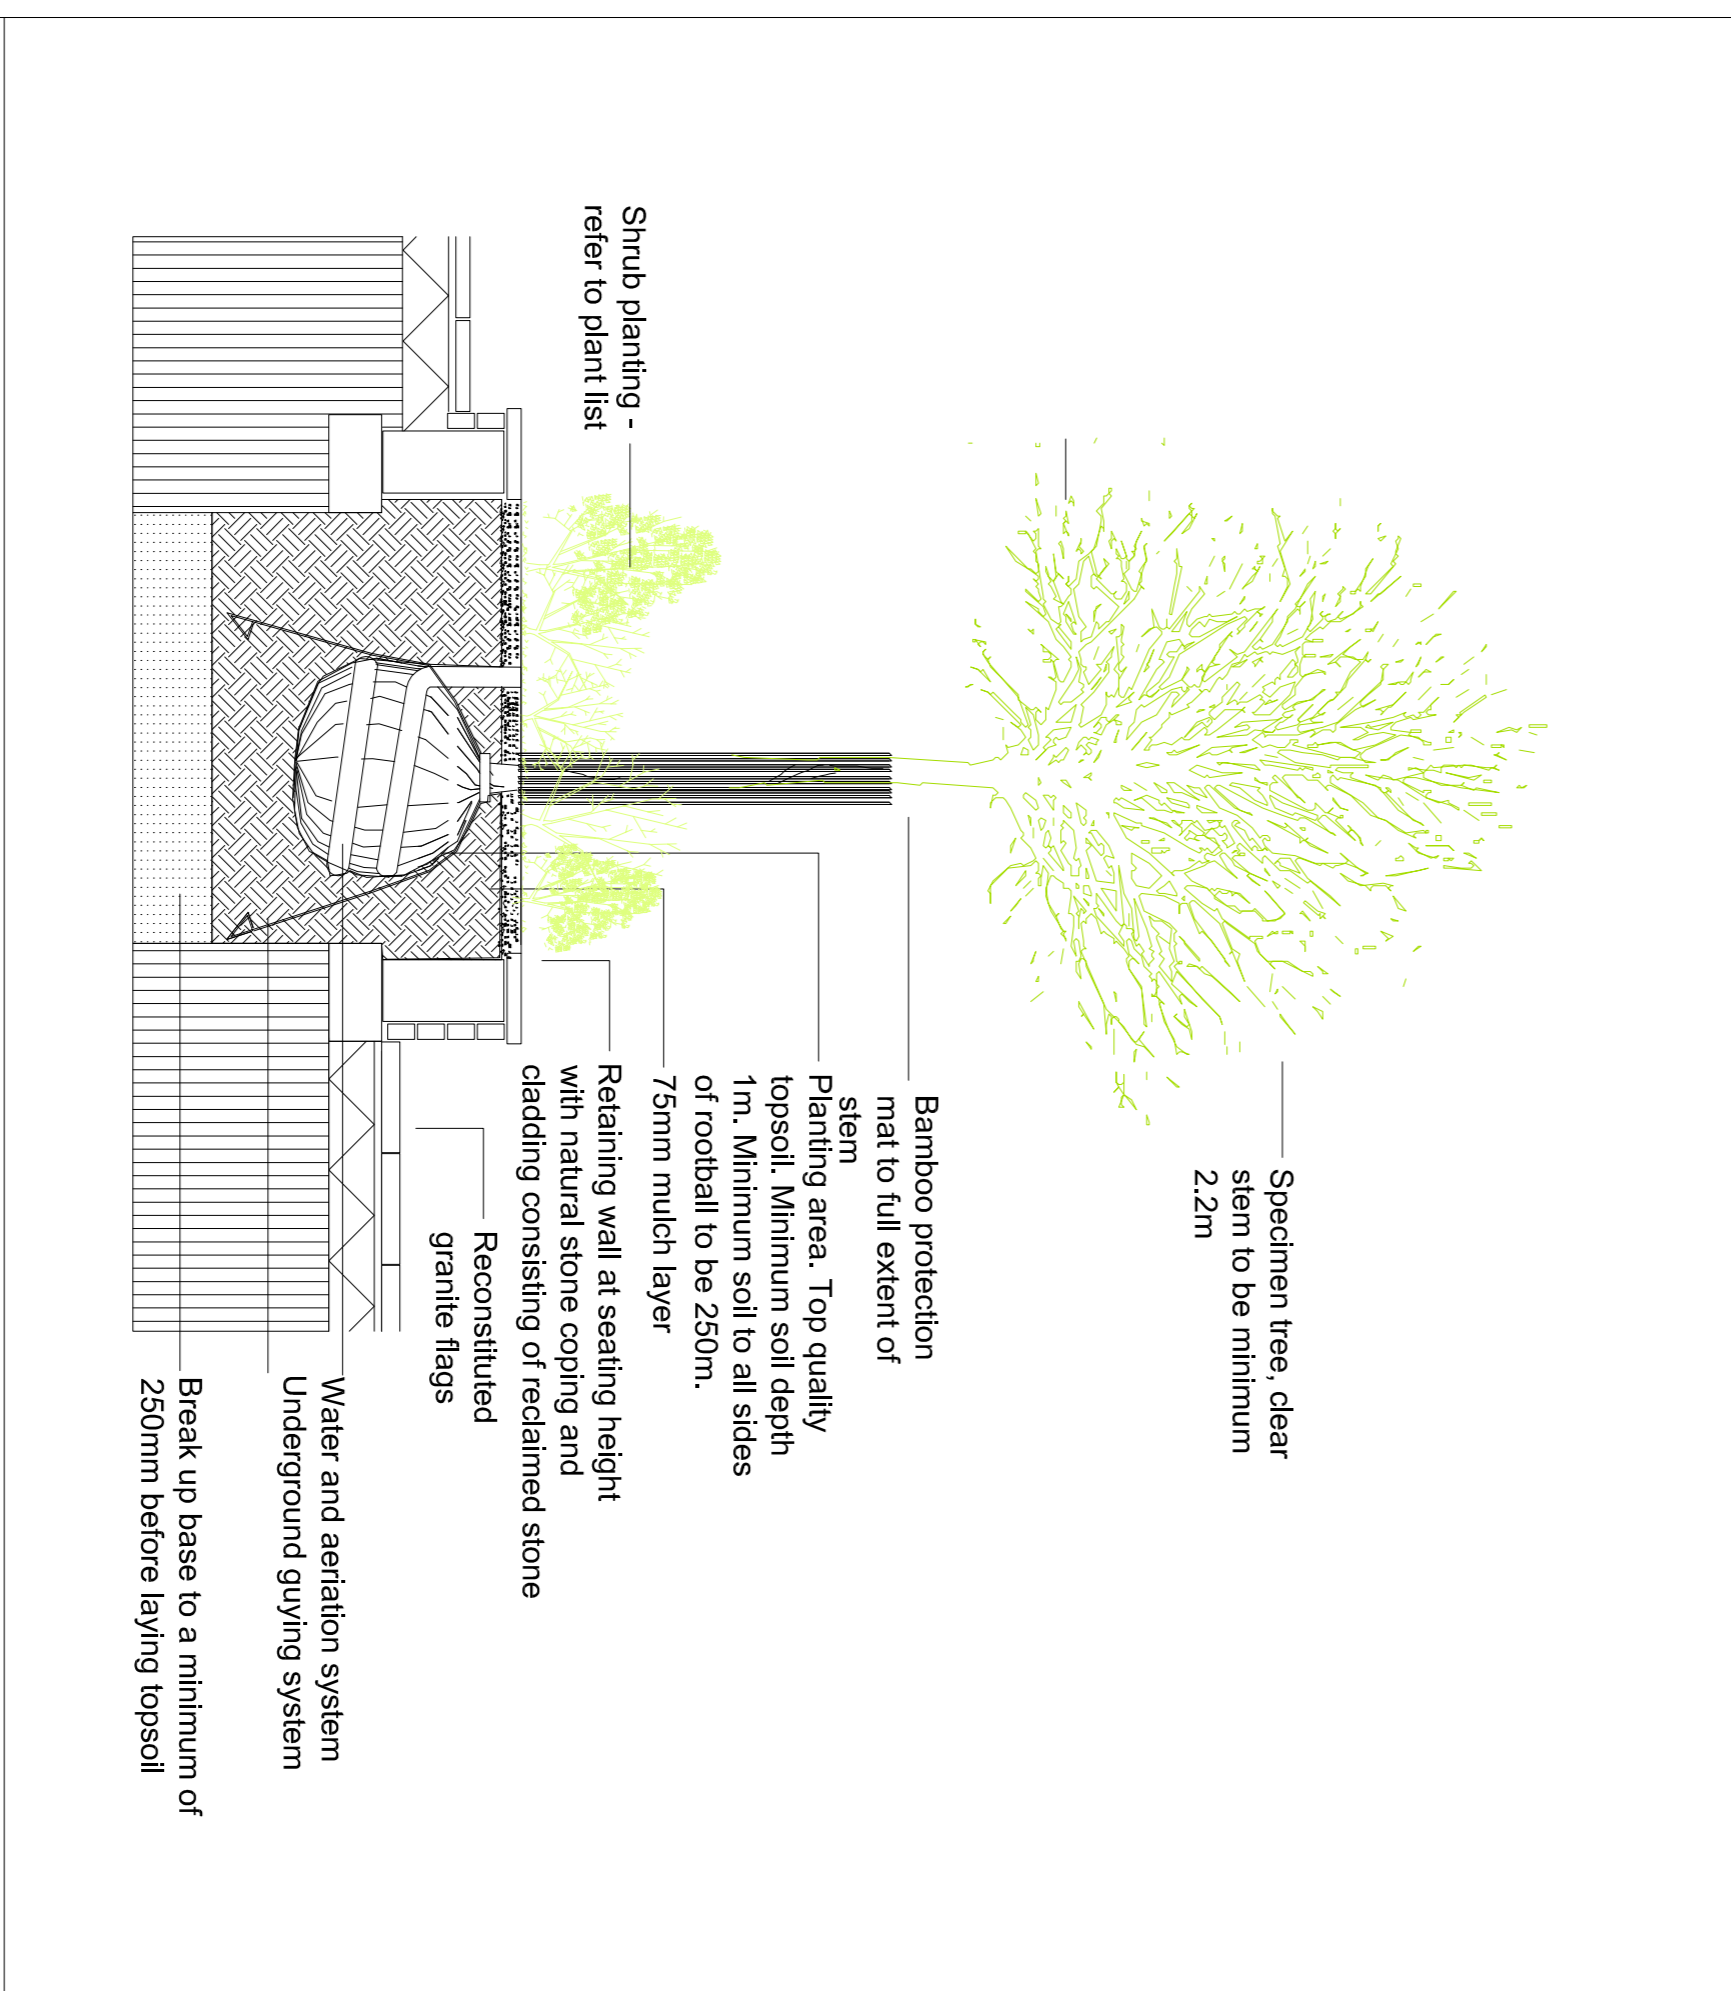 Specimen tree, clear
stem to be minimum
2.2m
Bamboo protection
mat to full extent of
stem
Planting area. Top quality
topsoil. Minimum soil depth
1m. Minimum soil to all sides
of rootball to be 250m.
75mm mulch layer
Shrub planting -
refer to plant list
Retaining wall at seating height
with natural stone coping and
cladding consisting of reclaimed stone
Reconstituted
granite flags
Water and aeriation system
Underground guying system
Break up base to a minimum of
250mm before laying topsoil